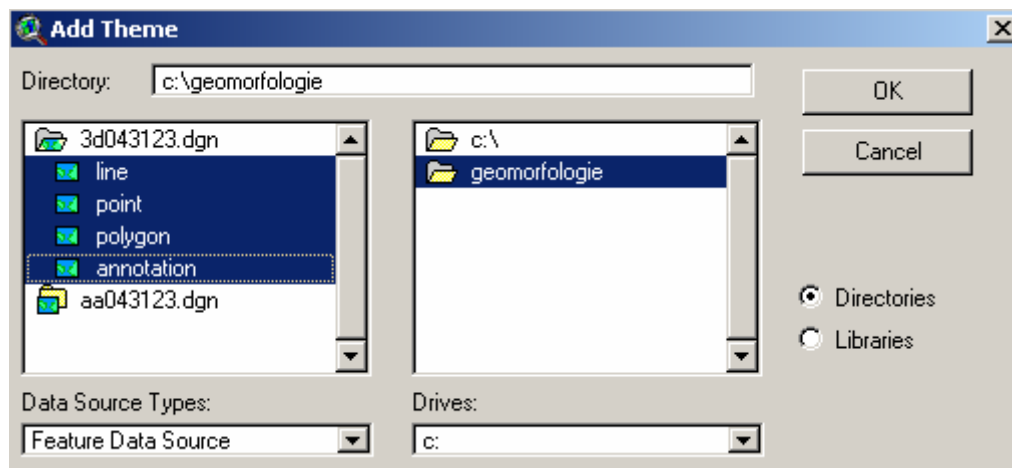 Add Theme
Directory: c:\geomorfologie
OK
Cancel
3d043123.dgn
line
point
polygon
annotation
aa043123.dgn
c:\
geomorfologie
Directories
Libraries
Data Source Types:
Feature Data Source
Drives:
c: